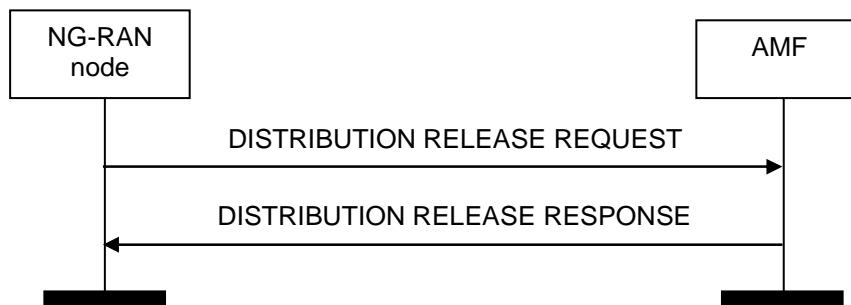 NG-RAN
node
AMF
DISTRIBUTION RELEASE REQUEST
DISTRIBUTION RELEASE RESPONSE